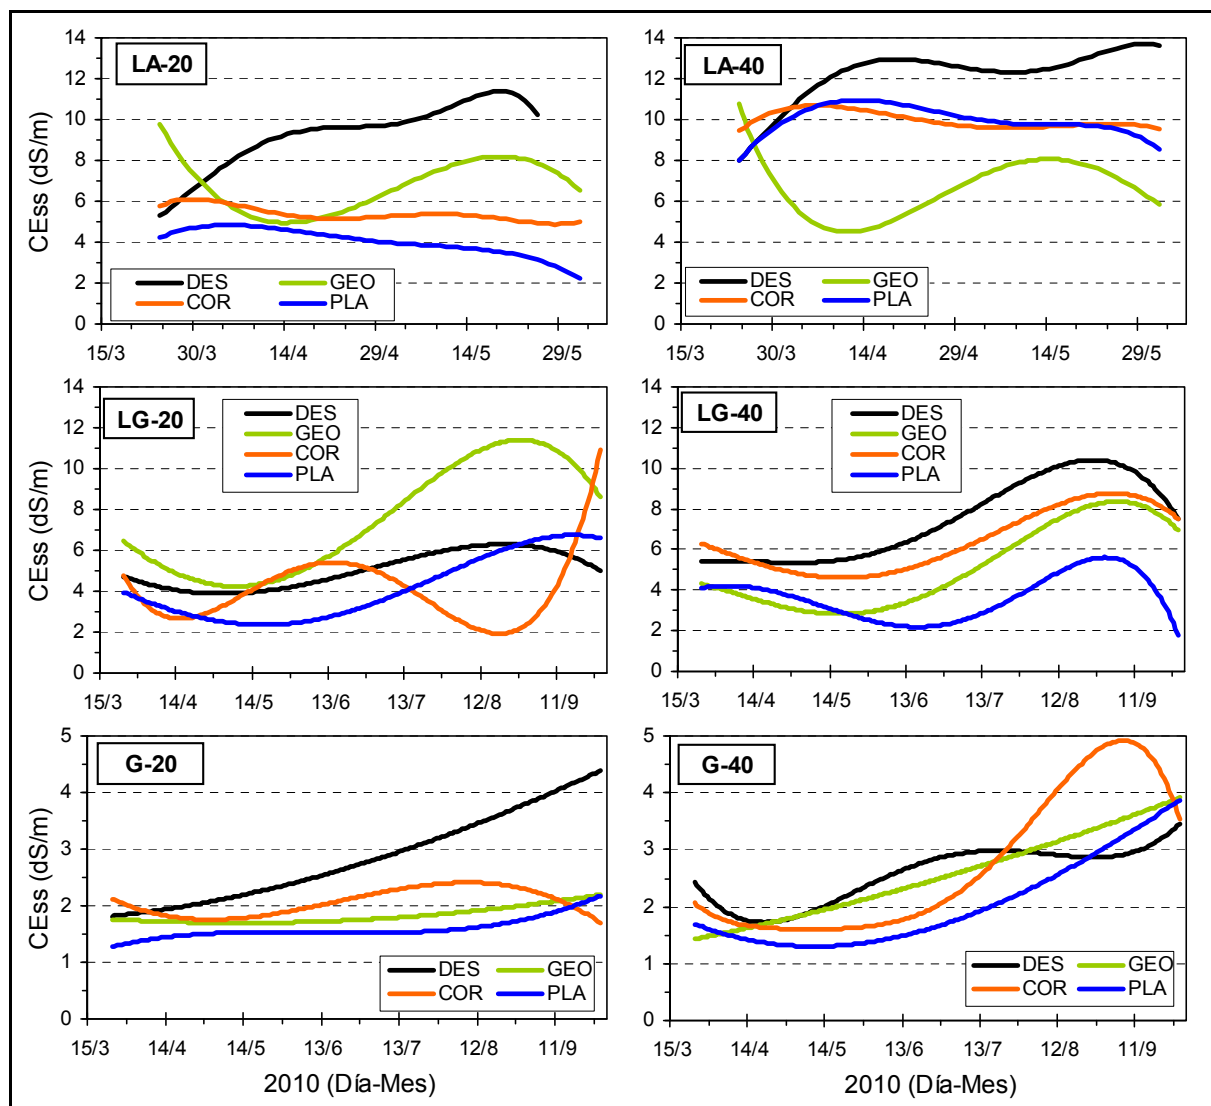 LA-20
CEss (dS/m)
14
12
10
8
6
4
2
0
DES GEO
COR PLA
15/3 30/3 14/4 29/4 14/5 29/5
LA-40
14
12
10
8
6
4
2
0
DES GEO
COR PLA
15/3 30/3 14/4 29/4 14/5 29/5
LG-20
CEss (dS/m)
14
12
10
8
6
4
2
0
DES
GEO
COR
PLA
15/3 14/4 14/5 13/6 13/7 12/8 11/9
LG-40
14
12
10
8
6
4
2
0
DES
GEO
COR
PLA
15/3 14/4 14/5 13/6 13/7 12/8 11/9
G-20
CEss (dS/m)
5
4
3
2
1
0
DES GEO
COR PLA
15/3 14/4 14/5 13/6 13/7 12/8 11/9
2010 (Día-Mes)
G-40
5
4
3
2
1
0
DES GEO
COR PLA
15/3 14/4 14/5 13/6 13/7 12/8 11/9
2010 (Día-Mes)